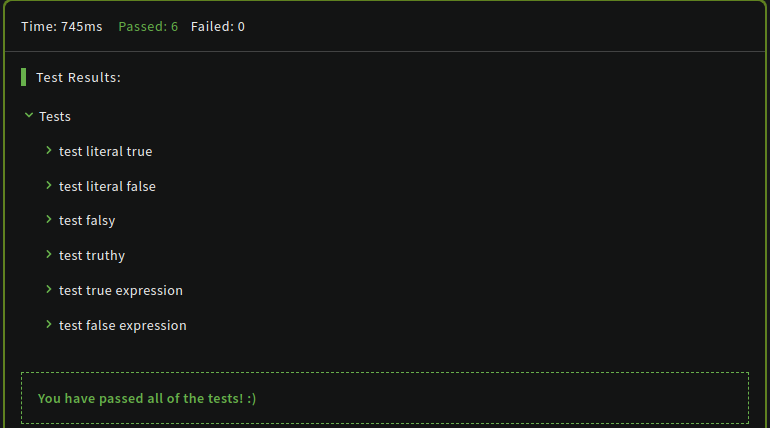 Time: 745ms Passed: 6 Failed: 0
Test Results:
Tests
test literal true
test literal false
test falsy
test truthy
test true expression
test false expression
You have passed all of the tests! :)